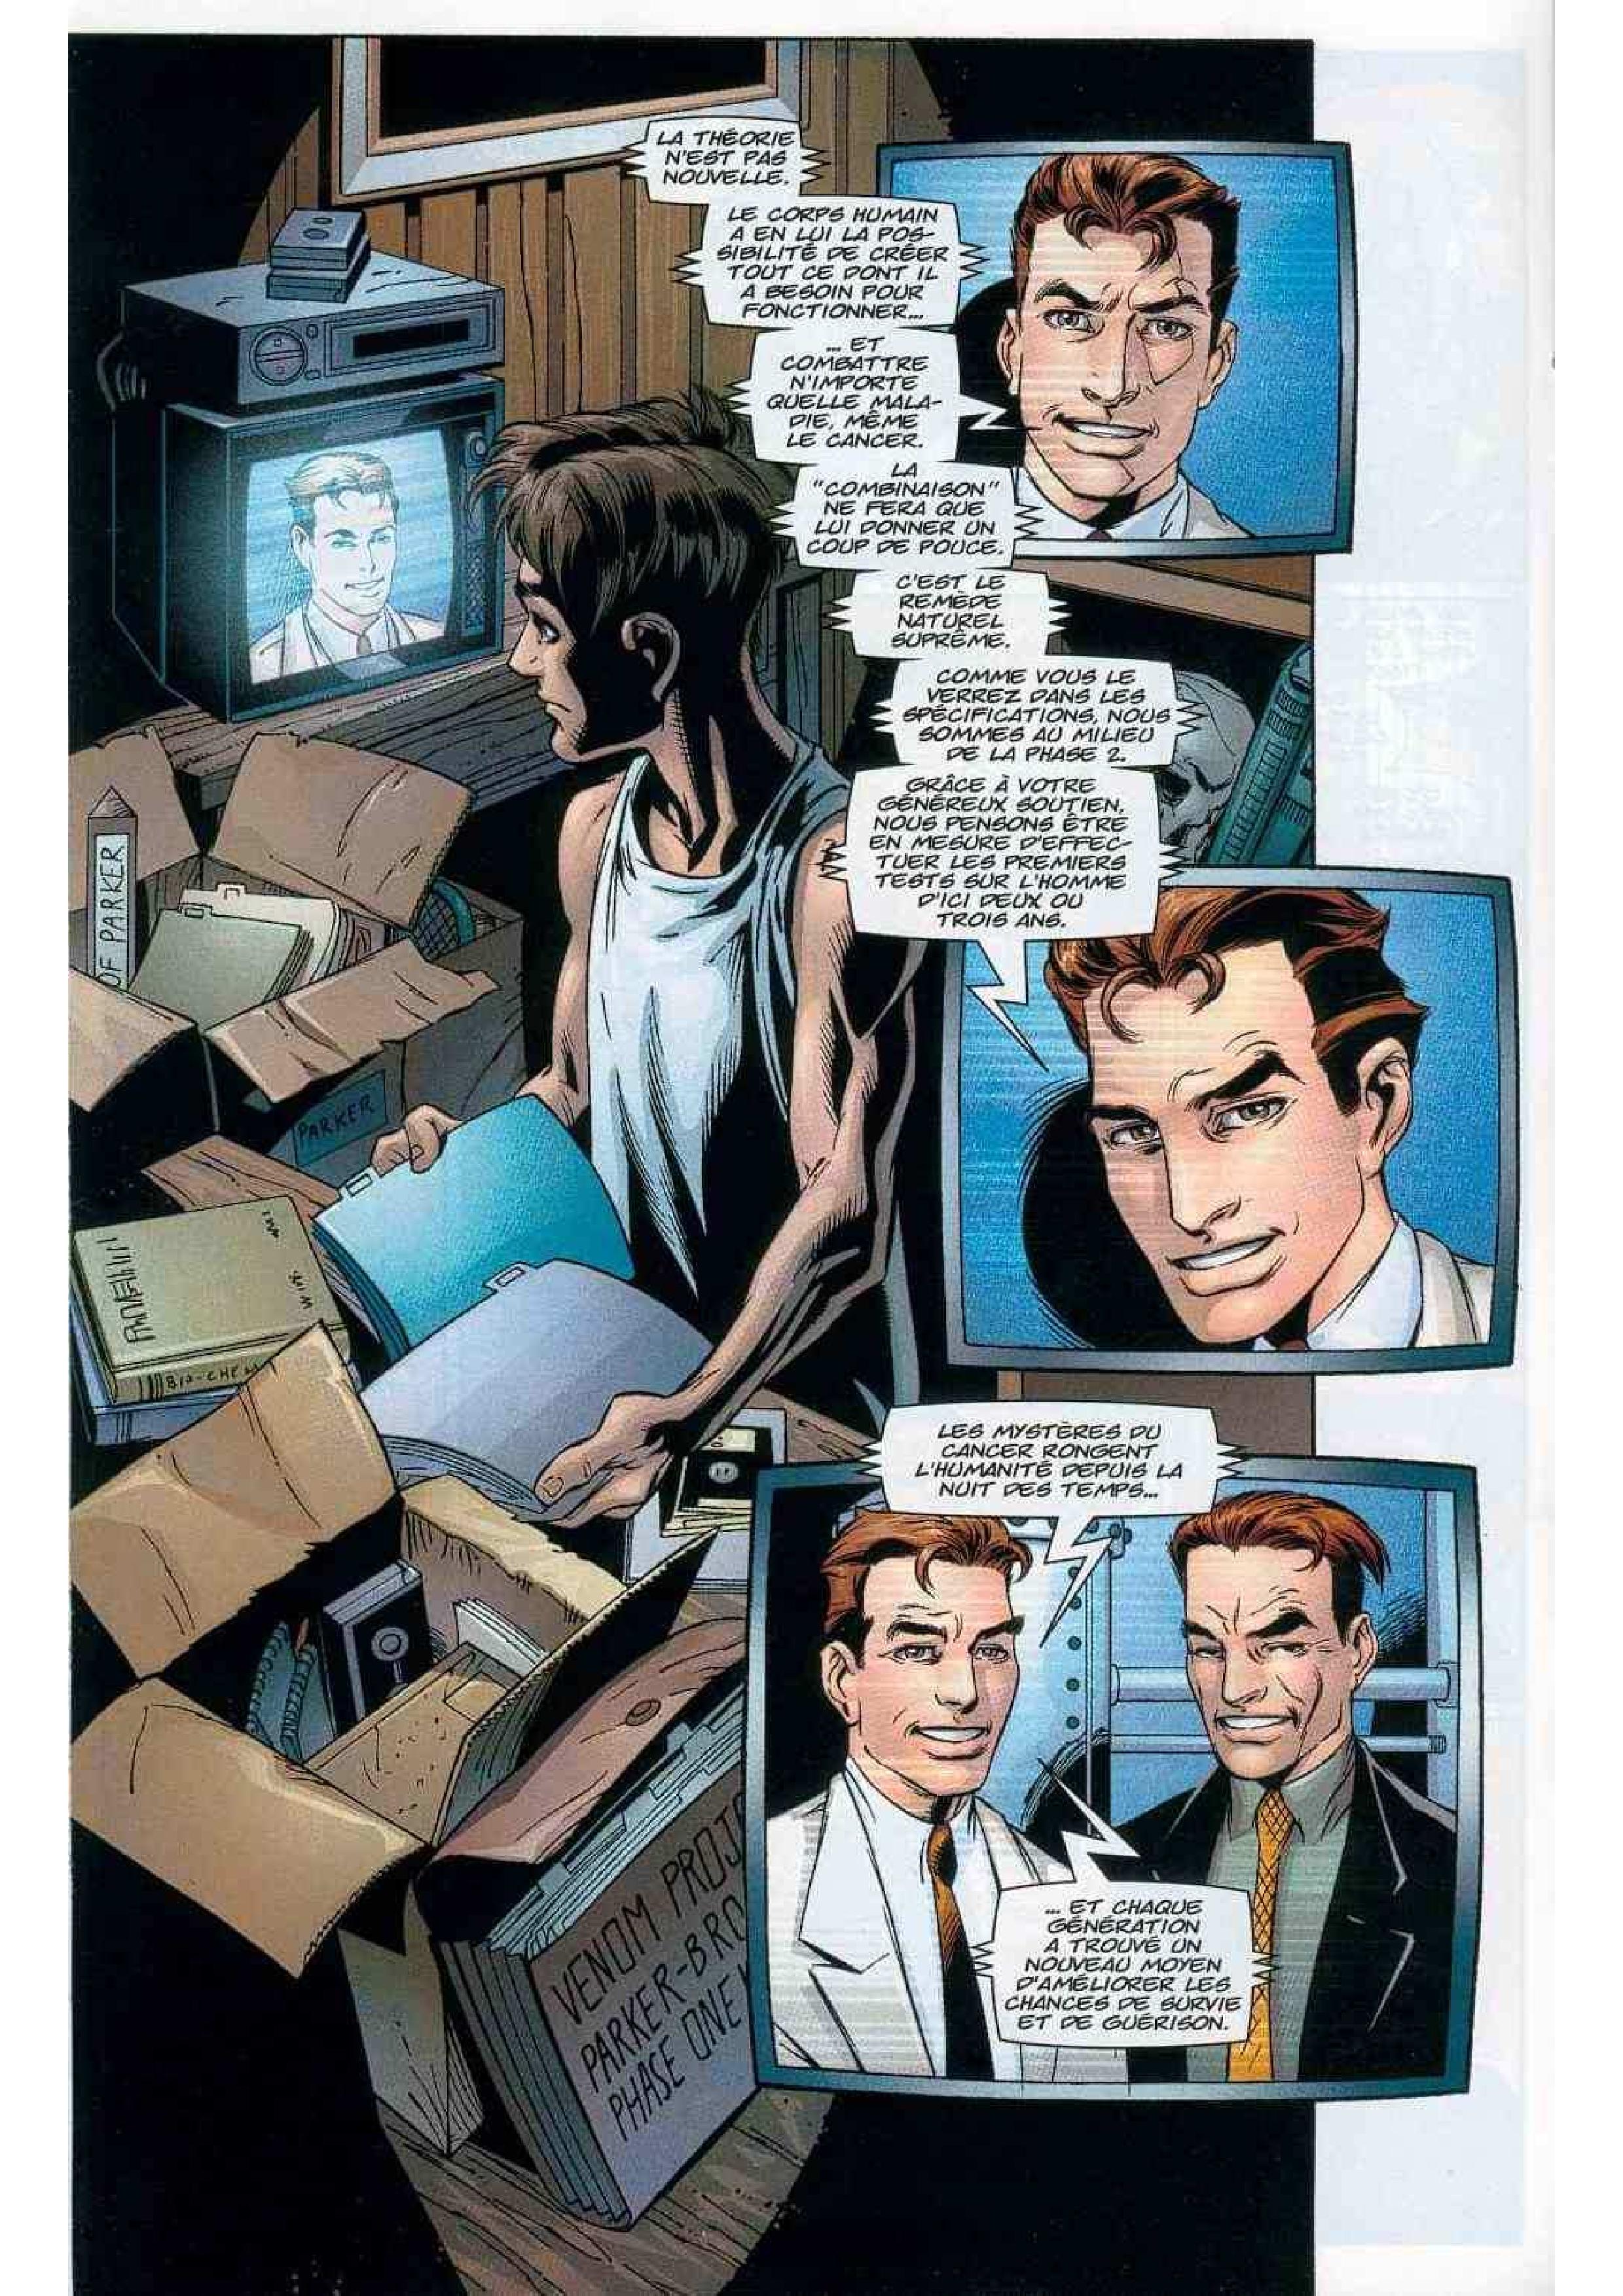 LA THÉORIE
N'EST PAS
NOUVELLE.
LE CORPS HUMAIN
A EN LUI LA POS-
SIBILITÉ DE CRÉER
TOUT CE DONT IL
A BESOIN POUR
FONCTIONNER...
... ET
COMBATTRE
N'IMPORTE
QUELLE MALA-
DIE, MÊME
LE CANCER.
LA
"COMBINAISON"
NE FERA QUE
LUI DONNER UN
COUP DE POUCE.
C'EST LE
REMÈDE
NATUREL
SUPRÊME.
COMME VOUS LE
VERREZ DANS LES
SPÉCIFICATIONS, NOUS
SOMMES AU MILIEU
DE LA PHASE 2.
GRÂCE À VOTRE
GÉNÉREUX SOUTIEN,
NOUS PENSONS ÊTRE
EN MESURE D'EFFEC-
TUER LES PREMIERS
TESTS SUR L'HOMME
D'ICI DEUX OU
TROIS ANS.
OF PARKER
PARKER
BIO-CHEM
LES MYSTÈRES DU
CANCER RONGENT
L'HUMANITÉ DEPUIS LA
NUIT DES TEMPS...
... ET CHAQUE
GÉNÉRATION
A TROUVÉ UN
NOUVEAU MOYEN
D'AMÉLIORER LES
CHANCES DE SURVIE
ET DE GUÉRISON.
VENOM PROJE
PARKER-BRO
PHASE ONE